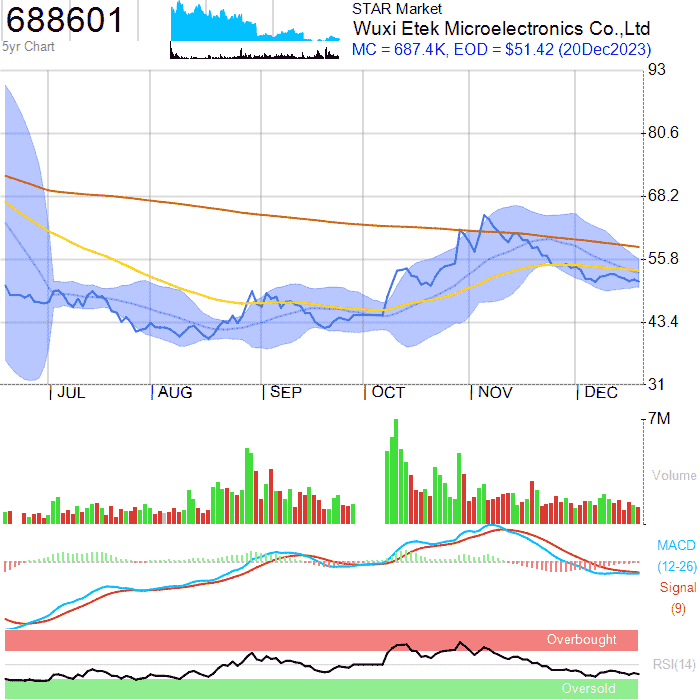 688601
5yr Chart
STAR Market
Wuxi Etek Microelectronics Co.,Ltd
MC = 687.4K, EOD = $51.42 (20Dec2023)
93
80.6
68.2
55.8
43.4
31
JUL AUG SEP OCT NOV DEC
7M
Volume
MACD
(12-26)
Signal
(9)
Overbought
RSI(14)
Oversold